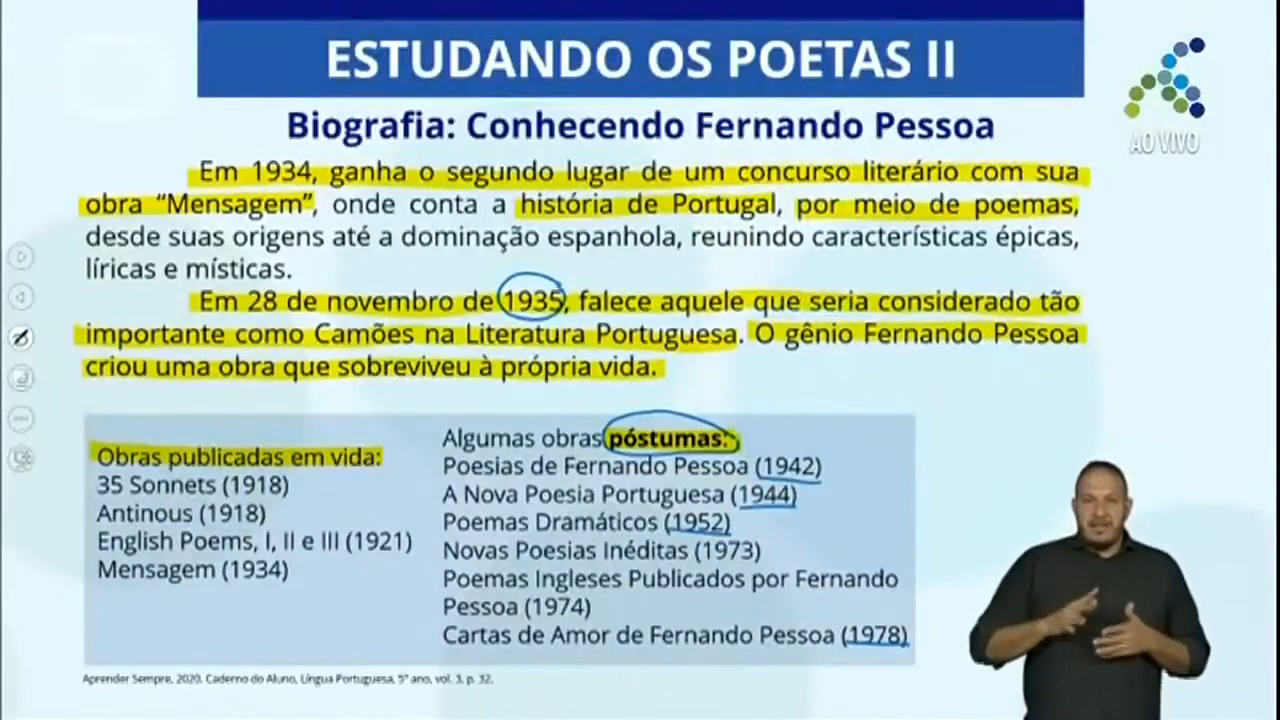 ESTUDANDO OS POETAS II
AO VIVO
Biografia: Conhecendo Fernando Pessoa
Em 1934, ganha o segundo lugar de um concurso literário com sua
obra “Mensagem”, onde conta a história de Portugal, por meio de poemas,
desde suas origens até a dominação espanhola, reunindo características épicas,
líricas e místicas.
Em 28 de novembro de 1935, falece aquele que seria considerado tão
importante como Camões na Literatura Portuguesa. O gênio Fernando Pessoa
criou uma obra que sobreviveu à própria vida.
Obras publicadas em vida:
35 Sonnets (1918)
Antinous (1918)
English Poems, I, II e III (1921)
Mensagem (1934)
Algumas obras póstumas:
Poesias de Fernando Pessoa (1942)
A Nova Poesia Portuguesa (1944)
Poemas Dramáticos (1952)
Novas Poesias Inéditas (1973)
Poemas Ingleses Publicados por Fernando
Pessoa (1974)
Cartas de Amor de Fernando Pessoa (1978)
Aprender Sempre, 2020. Caderno do Aluno, Língua Portuguesa, 5º ano, vol. 3, p. 32.